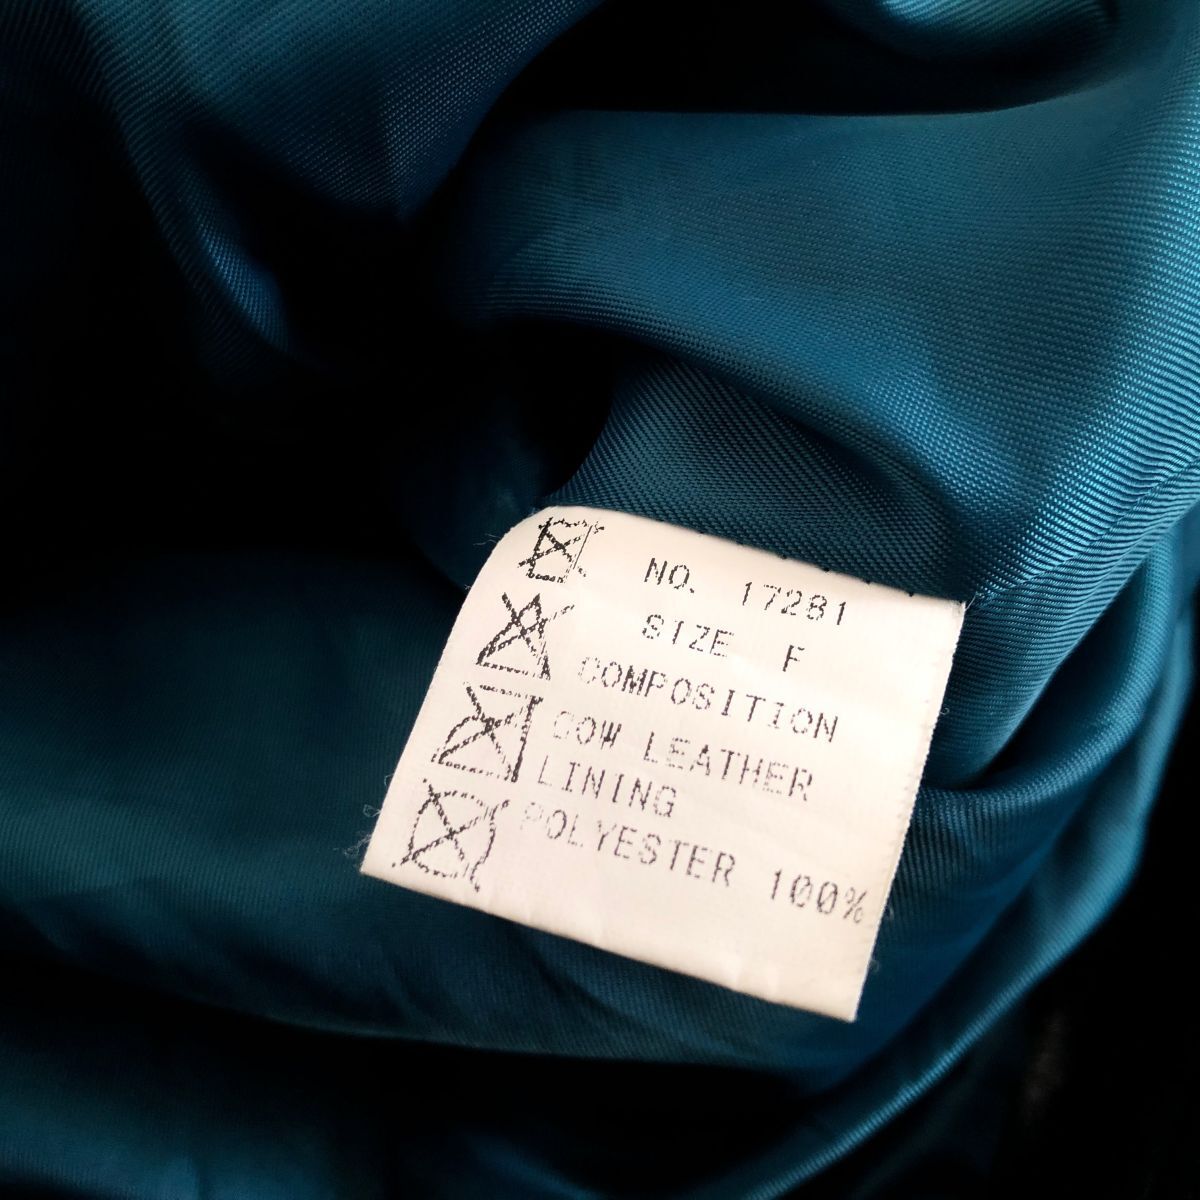 NO. 17281
SIZE F
COMPOSITION
COW LEATHER
LINING
POLYESTER 100%